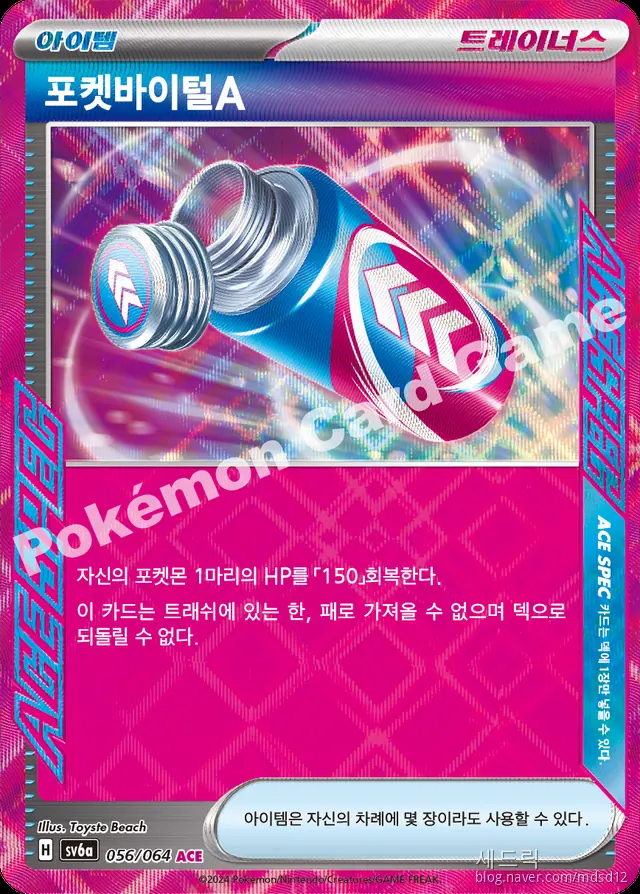 아이템
트레이너스
포켓바이털A
ACE SPEC
ACE SPEC
Pokémon Card Game
자신의 포켓몬 1마리의 HP를 「150」회복한다.
이 카드는 트래쉬에 있는 한, 패로 가져올 수 없으며 덱으로
되돌릴 수 없다.
ACE SPEC 카드는 덱에 1장만 넣을 수 있다.
아이템은 자신의 차례에 몇 장이라도 사용할 수 있다.
Illus. Toyste Beach
H sv6a 056/064 ACE
©2024 Pokémon/Nintendo/Creatures/GAME FREAK.
세드릭
blog.naver.com/mdsd12